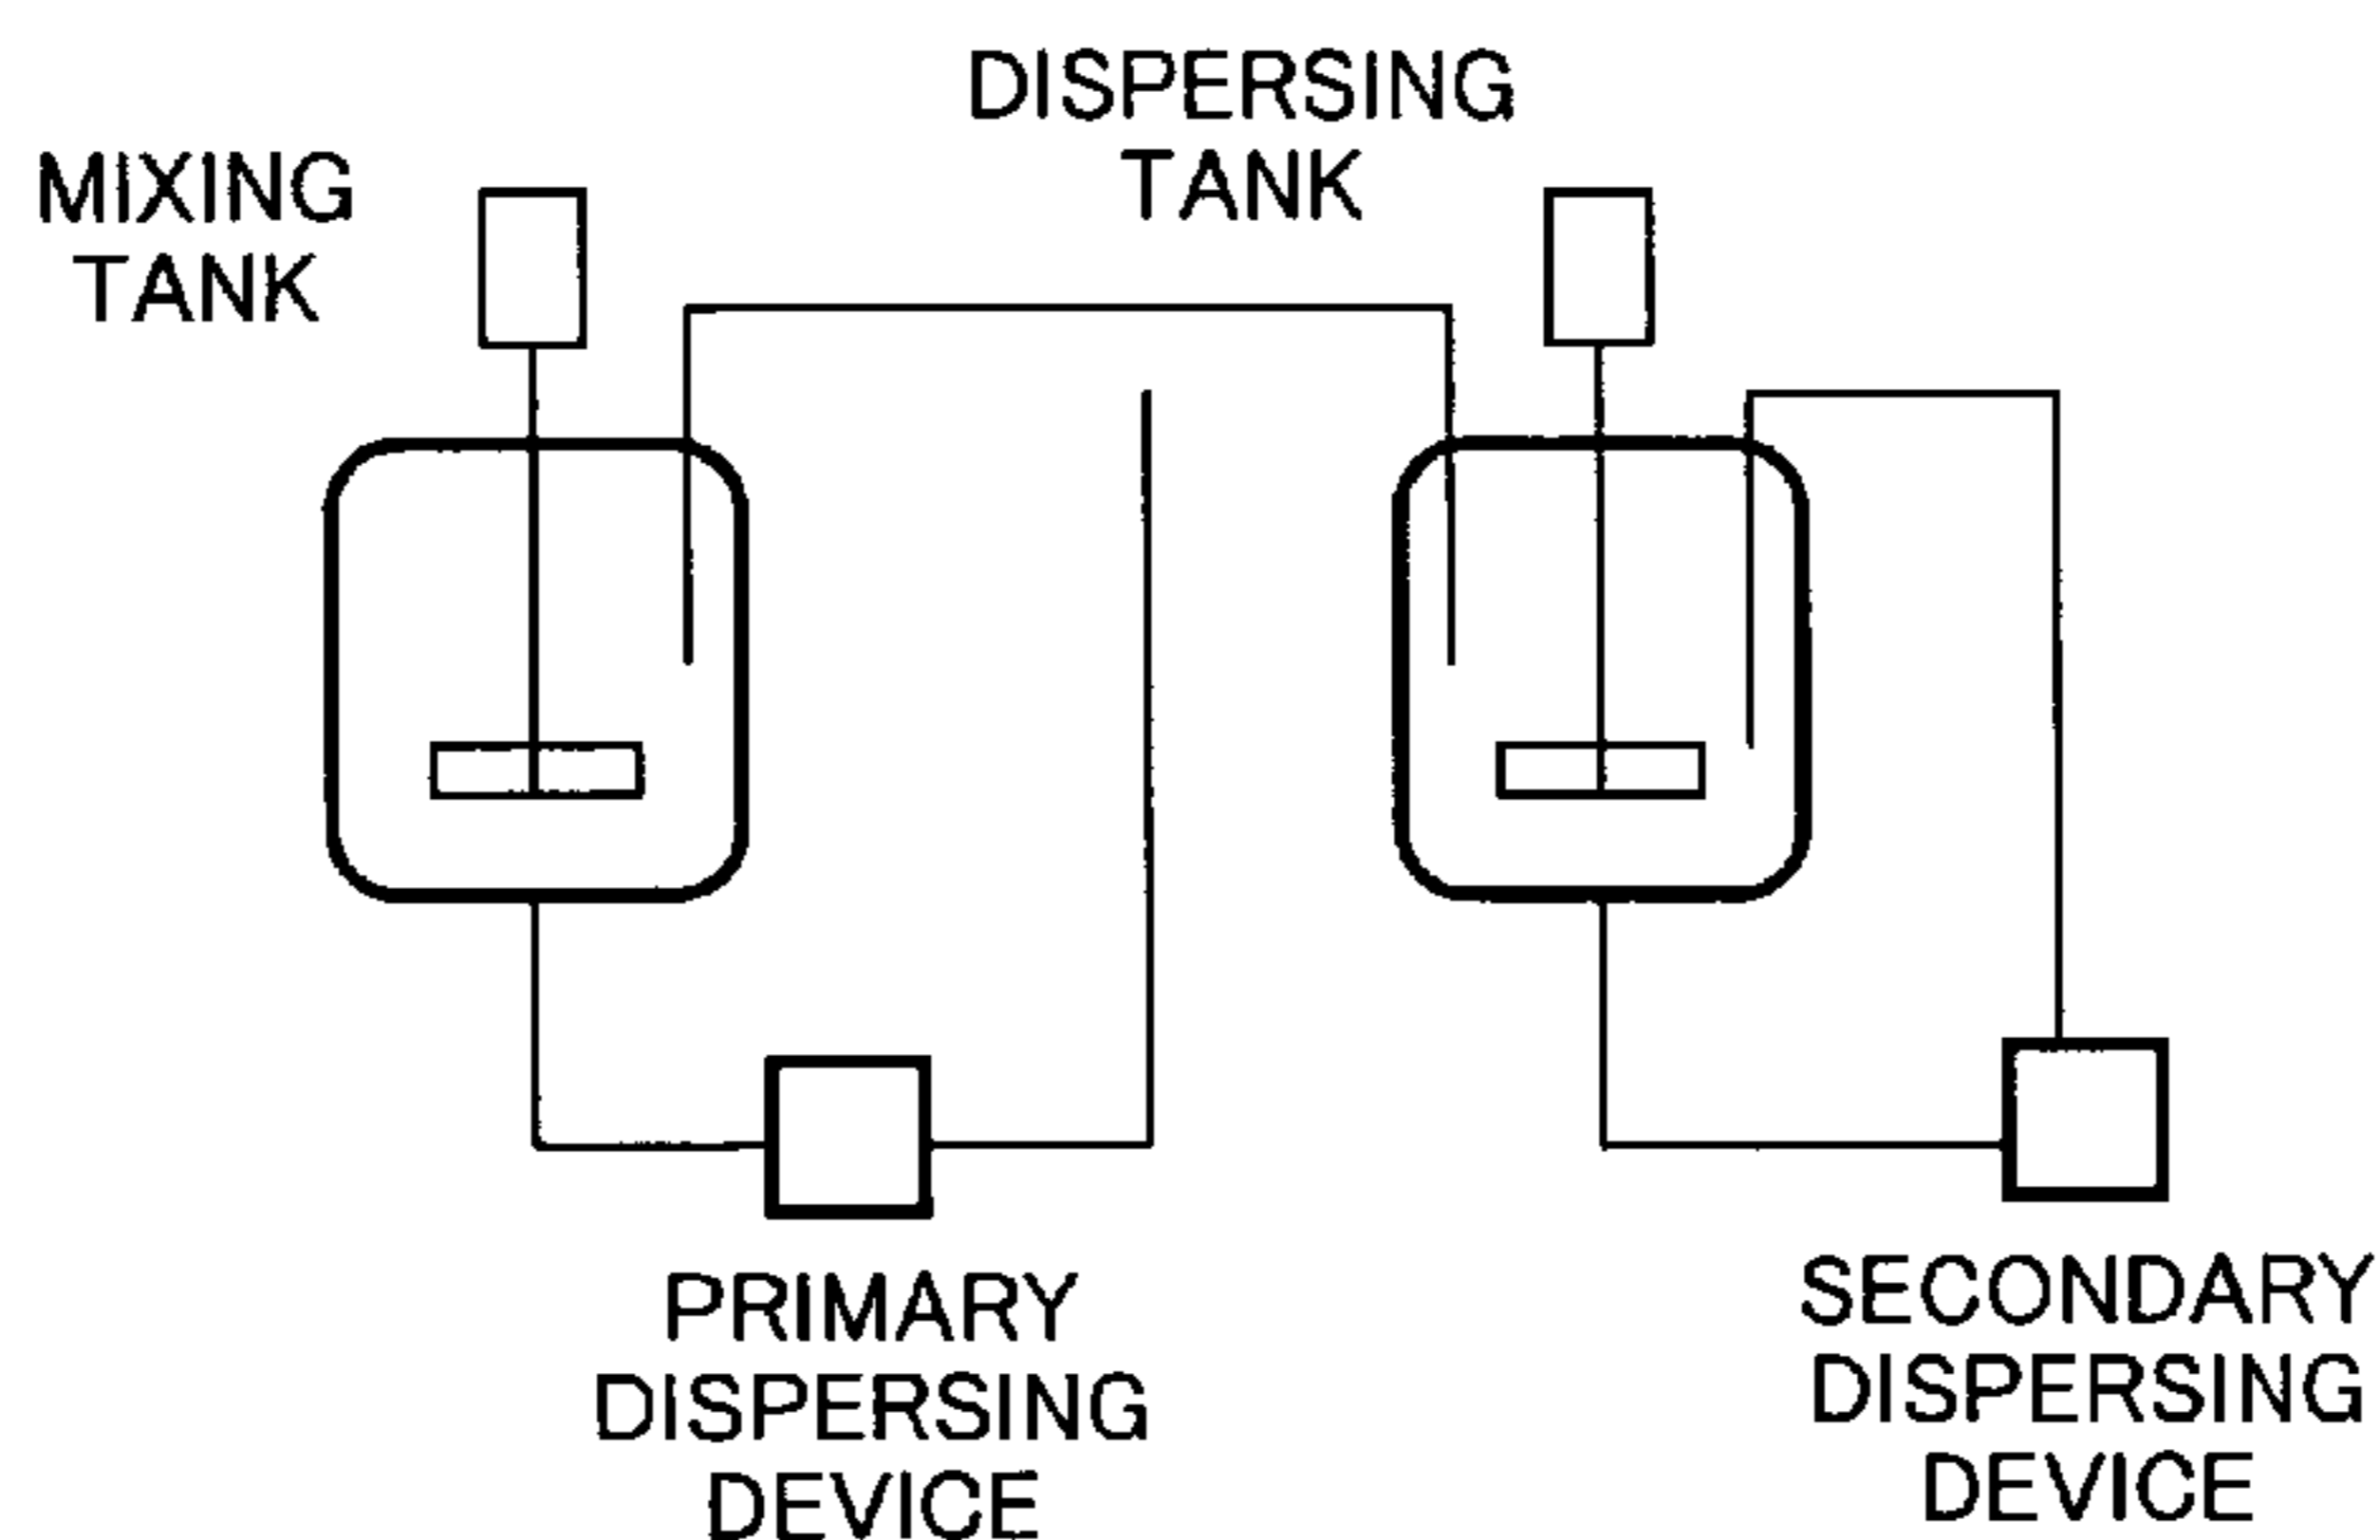 MIXING
TANK
DISPERSING
TANK
PRIMARY
DISPERSING
DEVICE
SECONDARY
DISPERSING
DEVICE